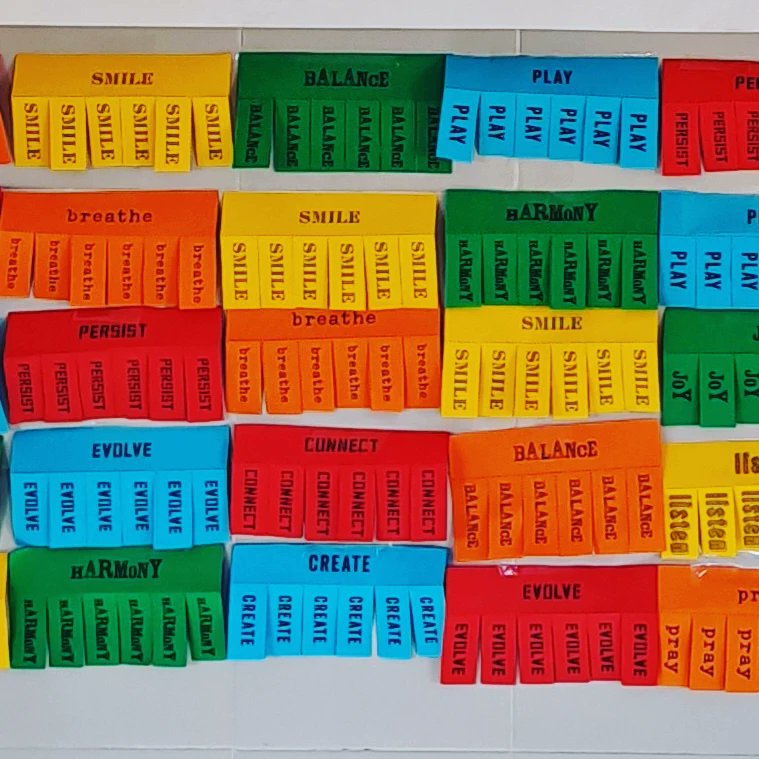 SMILE BALANcE PLAY PE
SMILE SMILE SMILE SMILE SMILE SMILE BALANcE BALANcE BALANcE BALANcE BALANcE BALANcE PLAY PLAY PLAY PLAY PLAY PLAY PERSIST PERSIST PERSIST
breathe SMILE HARMoNY P
breathe breathe breathe breathe breathe breathe SMILE SMILE SMILE SMILE SMILE SMILE HARMoNY HARMoNY HARMoNY HARMoNY HARMoNY HARMoNY PLAY PLAY PLAY
PERSIST breathe SMILE J
PERSIST PERSIST PERSIST PERSIST PERSIST PERSIST breathe breathe breathe breathe breathe breathe SMILE SMILE SMILE SMILE SMILE SMILE JoY JoY JoY
EVOLVE CONNECT BALANcE lis
EVOLVE EVOLVE EVOLVE EVOLVE EVOLVE EVOLVE CONNECT CONNECT CONNECT CONNECT CONNECT CONNECT BALANcE BALANcE BALANcE BALANcE BALANcE BALANcE listen listen listen
HARMoNY CREATE EVOLVE pr
HARMoNY HARMoNY HARMoNY HARMoNY HARMoNY HARMoNY CREATE CREATE CREATE CREATE CREATE CREATE EVOLVE EVOLVE EVOLVE EVOLVE EVOLVE EVOLVE pray pray pray